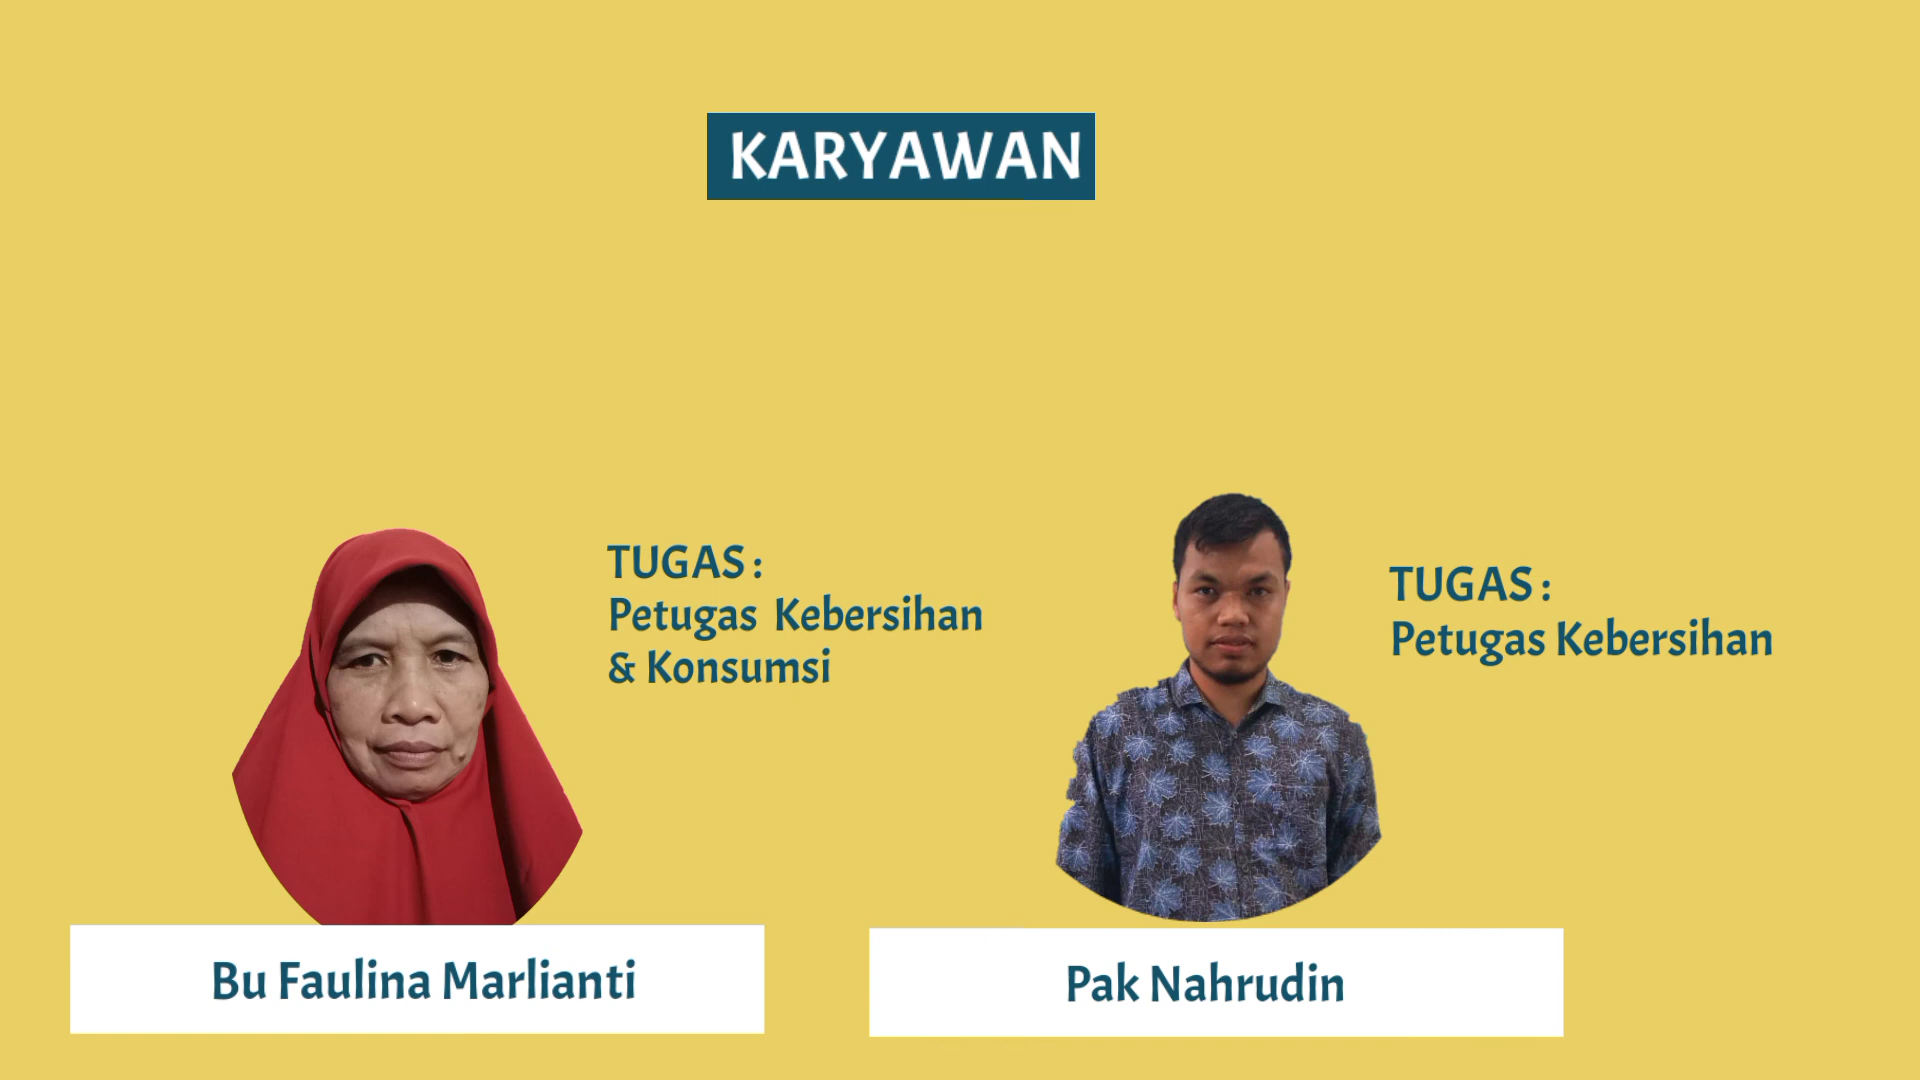 KARYAWAN
TUGAS :
Petugas Kebersihan
& Konsumsi
Bu Faulina Marlianti
TUGAS :
Petugas Kebersihan
Pak Nahrudin